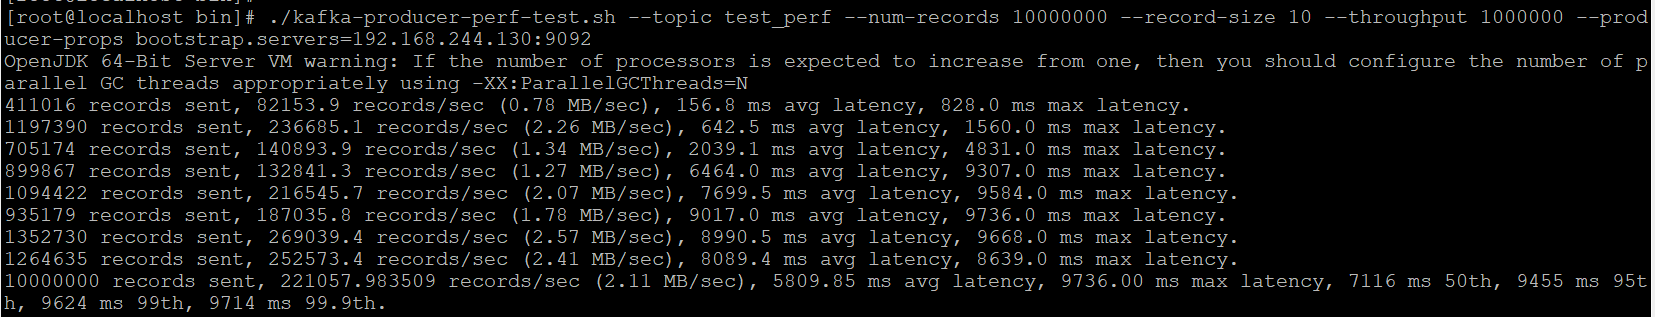 [root@localhost bin]#
[root@localhost bin]# ./kafka-producer-perf-test.sh --topic test_perf --num-records 10000000 --record-size 10 --throughput 1000000 --prod
ucer-props bootstrap.servers=192.168.244.130:9092
OpenJDK 64-Bit Server VM warning: If the number of processors is expected to increase from one, then you should configure the number of p
arallel GC threads appropriately using -XX:ParallelGCThreads=N
411016 records sent, 82153.9 records/sec (0.78 MB/sec), 156.8 ms avg latency, 828.0 ms max latency.
1197390 records sent, 236685.1 records/sec (2.26 MB/sec), 642.5 ms avg latency, 1560.0 ms max latency.
705174 records sent, 140893.9 records/sec (1.34 MB/sec), 2039.1 ms avg latency, 4831.0 ms max latency.
899867 records sent, 132841.3 records/sec (1.27 MB/sec), 6464.0 ms avg latency, 9307.0 ms max latency.
1094422 records sent, 216545.7 records/sec (2.07 MB/sec), 7699.5 ms avg latency, 9584.0 ms max latency.
935179 records sent, 187035.8 records/sec (1.78 MB/sec), 9017.0 ms avg latency, 9736.0 ms max latency.
1352730 records sent, 269039.4 records/sec (2.57 MB/sec), 8990.5 ms avg latency, 9668.0 ms max latency.
1264635 records sent, 252573.4 records/sec (2.41 MB/sec), 8089.4 ms avg latency, 8639.0 ms max latency.
10000000 records sent, 221057.983509 records/sec (2.11 MB/sec), 5809.85 ms avg latency, 9736.00 ms max latency, 7116 ms 50th, 9455 ms 95t
h, 9624 ms 99th, 9714 ms 99.9th.